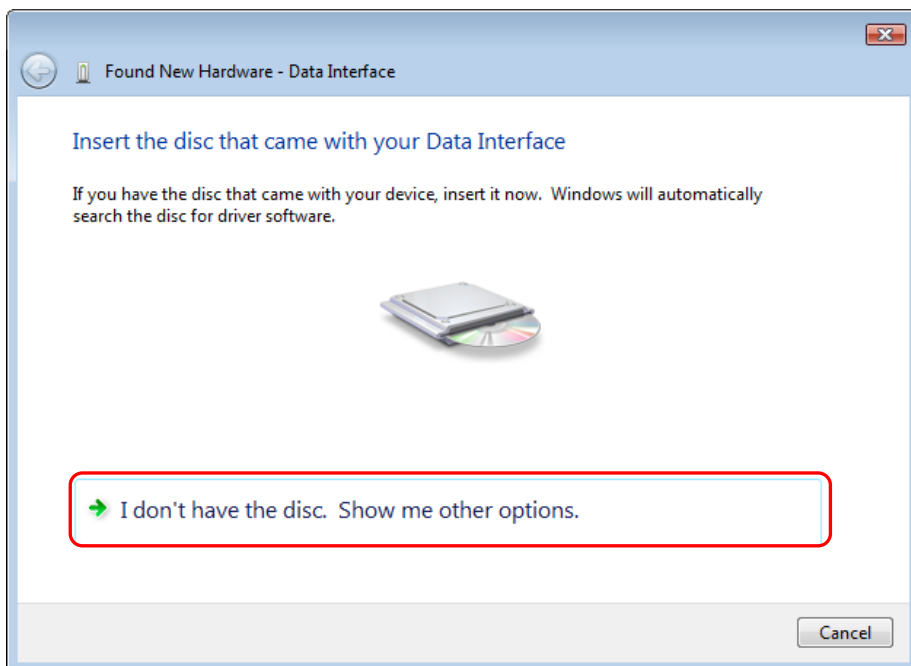 Found New Hardware - Data Interface
Insert the disc that came with your Data Interface
If you have the disc that came with your device, insert it now.  Windows will automatically
search the disc for driver software.
I don't have the disc.  Show me other options.
Cancel